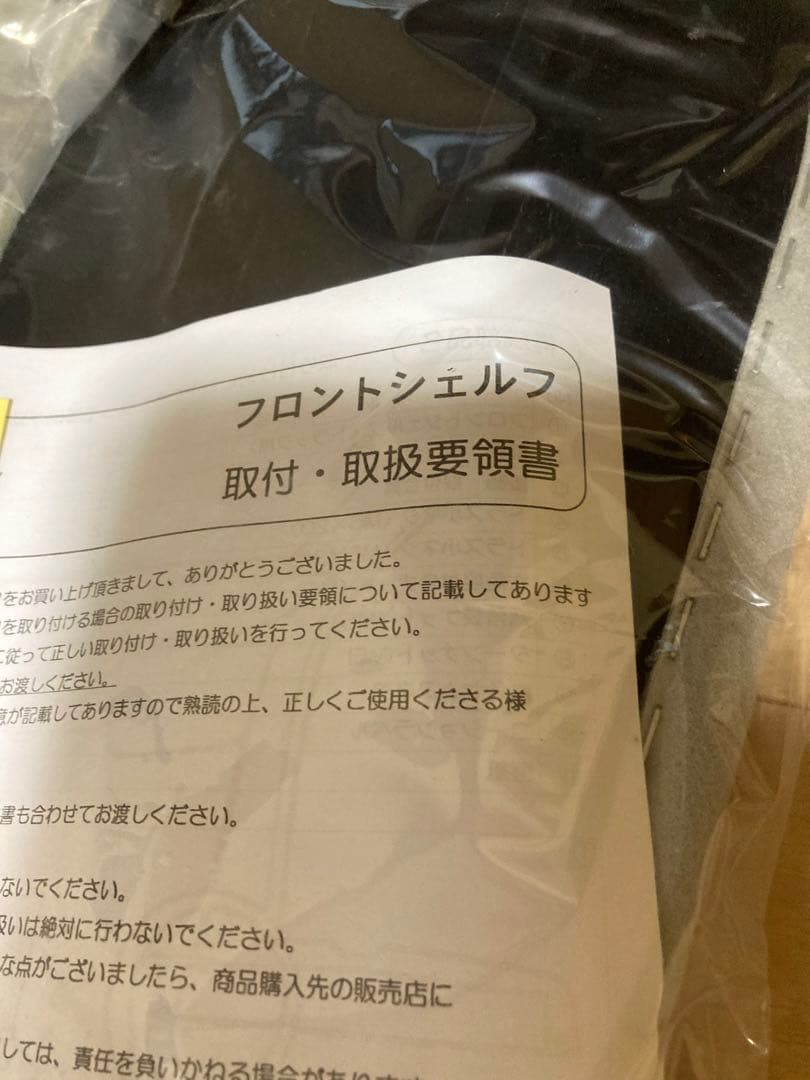 フロントシェルフ
取付・取扱要領書
をお買い上げ頂きまして、ありがとうございました。
を取り付ける場合の取り付け・取り扱い要領について記載してあります
に従って正しい取り付け・取り扱いを行ってください。
お渡しください。
が記載してありますので熟読の上、正しくご使用くださる様
書も合わせてお渡しください。
ないでください。
扱いは絶対に行わないでください。
な点がございましたら、商品購入先の販売店に
しては、責任を負いかねる場合があります